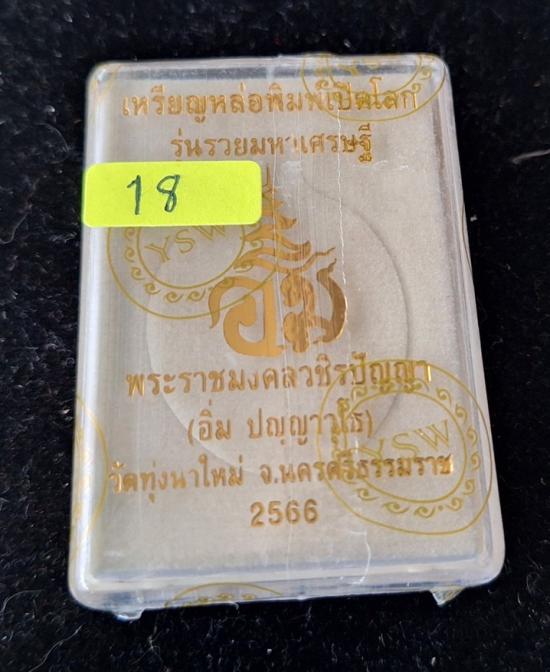 เหรียญหล่อพิมพ์เปิดโลก
รุ่นรวยมหาเศรษฐี
18
YSW
อิ่ม
พระราชมงคลวชิรปัญญา
(อิ่ม ปญฺญาวุโธ)
YSW
วัดทุ่งนาใหม่ จ.นครศรีธรรมราช
2566